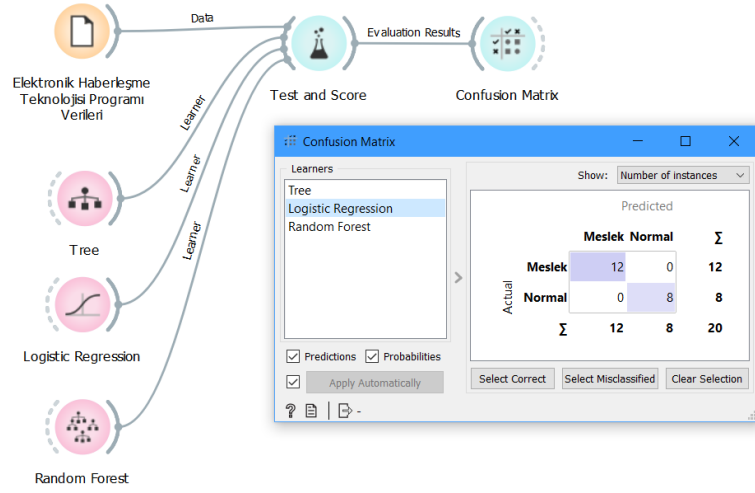 Data
Evaluation Results
Elektronik Haberleşme
Teknolojisi Programı
Verileri
Test and Score
Confusion Matrix
Learner
Learner
Learner
Tree
Logistic Regression
Random Forest
Confusion Matrix
Learners
Tree
Logistic Regression
Random Forest
Show: Number of instances
Predicted
Meslek Normal Σ
Actual
Meslek 12 0 12
Normal 0 8 8
Σ 12 8 20
Predictions Probabilities
Apply Automatically
Select Correct Select Misclassified Clear Selection
? | -